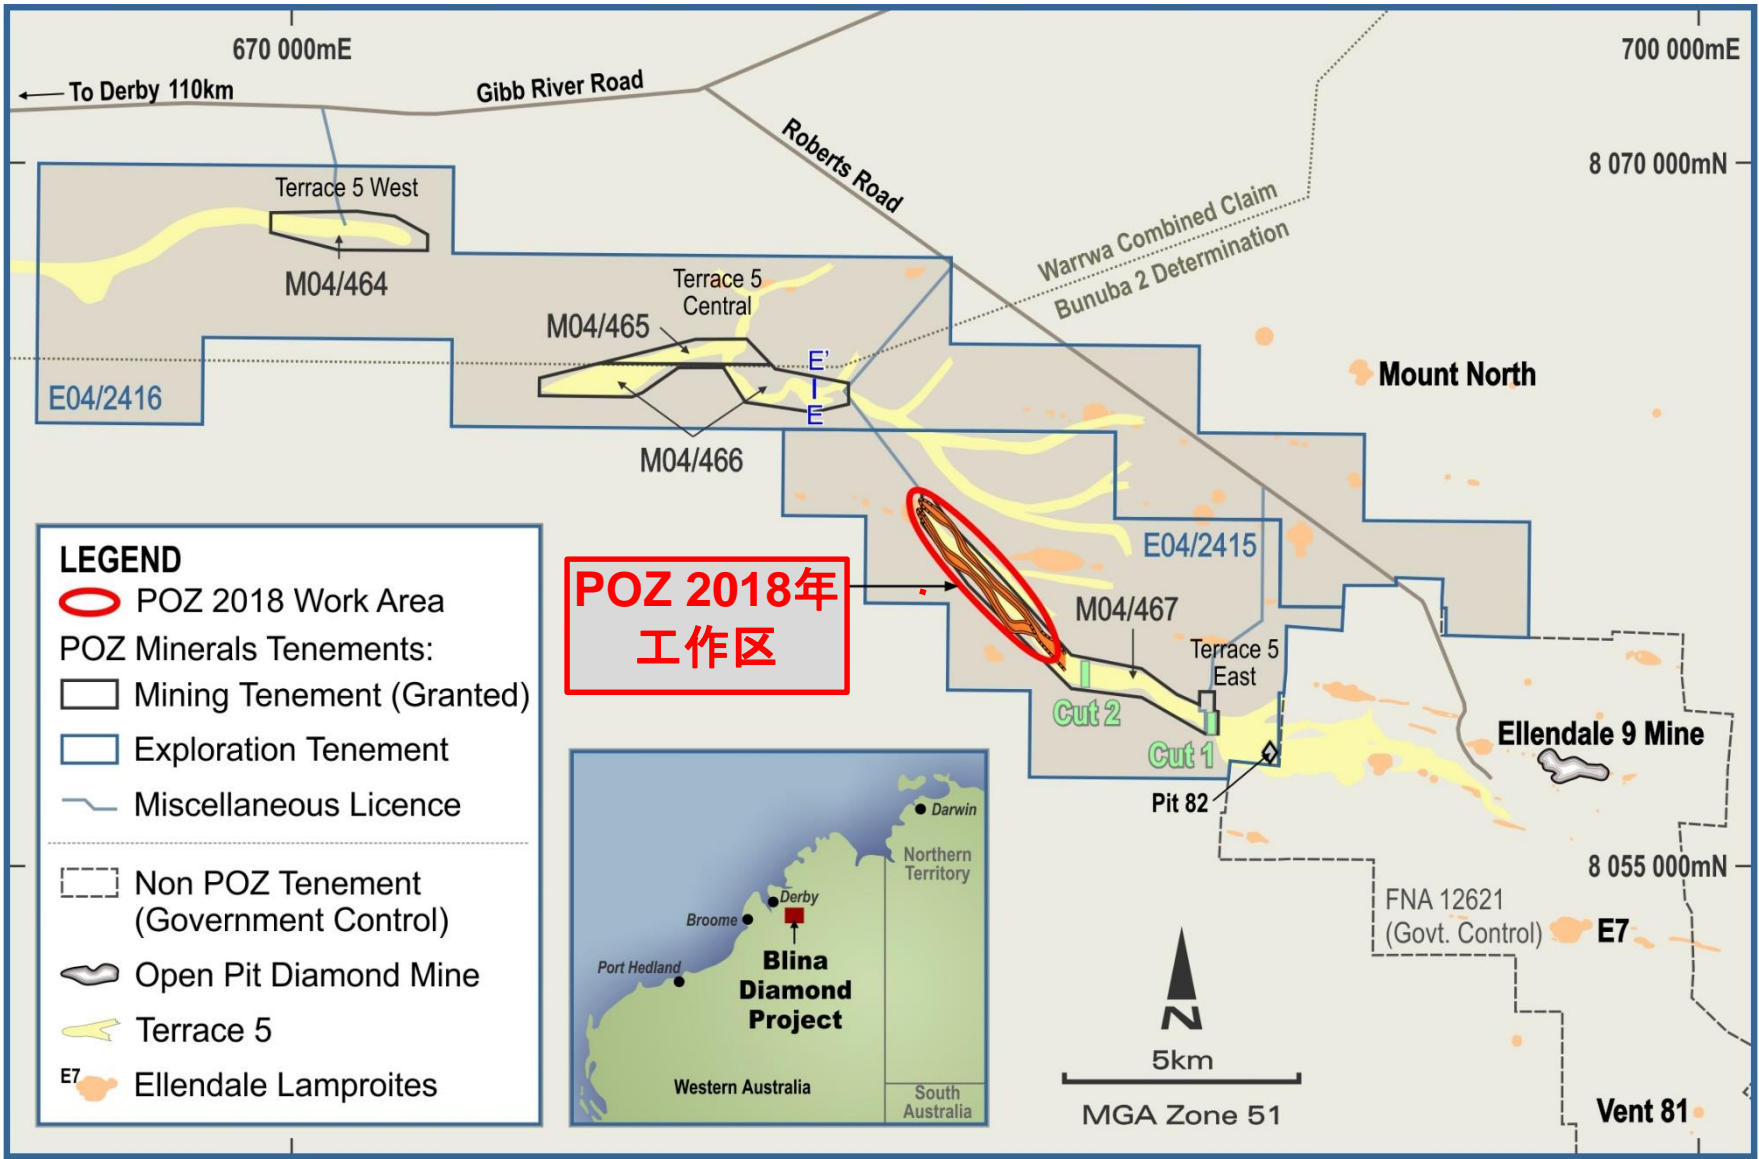 670 000mE
700 000mE
To Derby 110km
Gibb River Road
Roberts Road
8 070 000mN
Terrace 5 West
M04/464
Warrwa Combined Claim
Bunuba 2 Determination
Terrace 5
Central
M04/465
E'
E
Mount North
E04/2416
M04/466
E04/2415
POZ 2018年
工作区
M04/467
Terrace 5
East
Cut 2
Cut 1
Ellendale 9 Mine
Pit 82
8 055 000mN
FNA 12621
(Govt. Control)
E7
Vent 81
LEGEND
POZ 2018 Work Area
POZ Minerals Tenements:
Mining Tenement (Granted)
Exploration Tenement
Miscellaneous Licence
Non POZ Tenement
(Government Control)
Open Pit Diamond Mine
Terrace 5
E7
Ellendale Lamproites
Darwin
Northern
Territory
Derby
Broome
Port Hedland
Blina
Diamond
Project
Western Australia
South
Australia
N
5km
MGA Zone 51